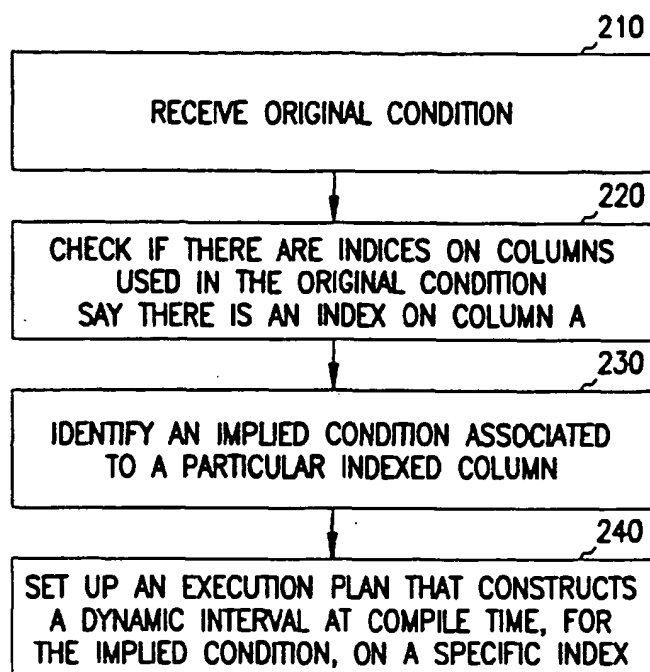 210
RECEIVE ORIGINAL CONDITION
220
CHECK IF THERE ARE INDICES ON COLUMNS
USED IN THE ORIGINAL CONDITION
SAY THERE IS AN INDEX ON COLUMN A
230
IDENTIFY AN IMPLIED CONDITION ASSOCIATED
TO A PARTICULAR INDEXED COLUMN
240
SET UP AN EXECUTION PLAN THAT CONSTRUCTS
A DYNAMIC INTERVAL AT COMPILE TIME, FOR
THE IMPLIED CONDITION, ON A SPECIFIC INDEX